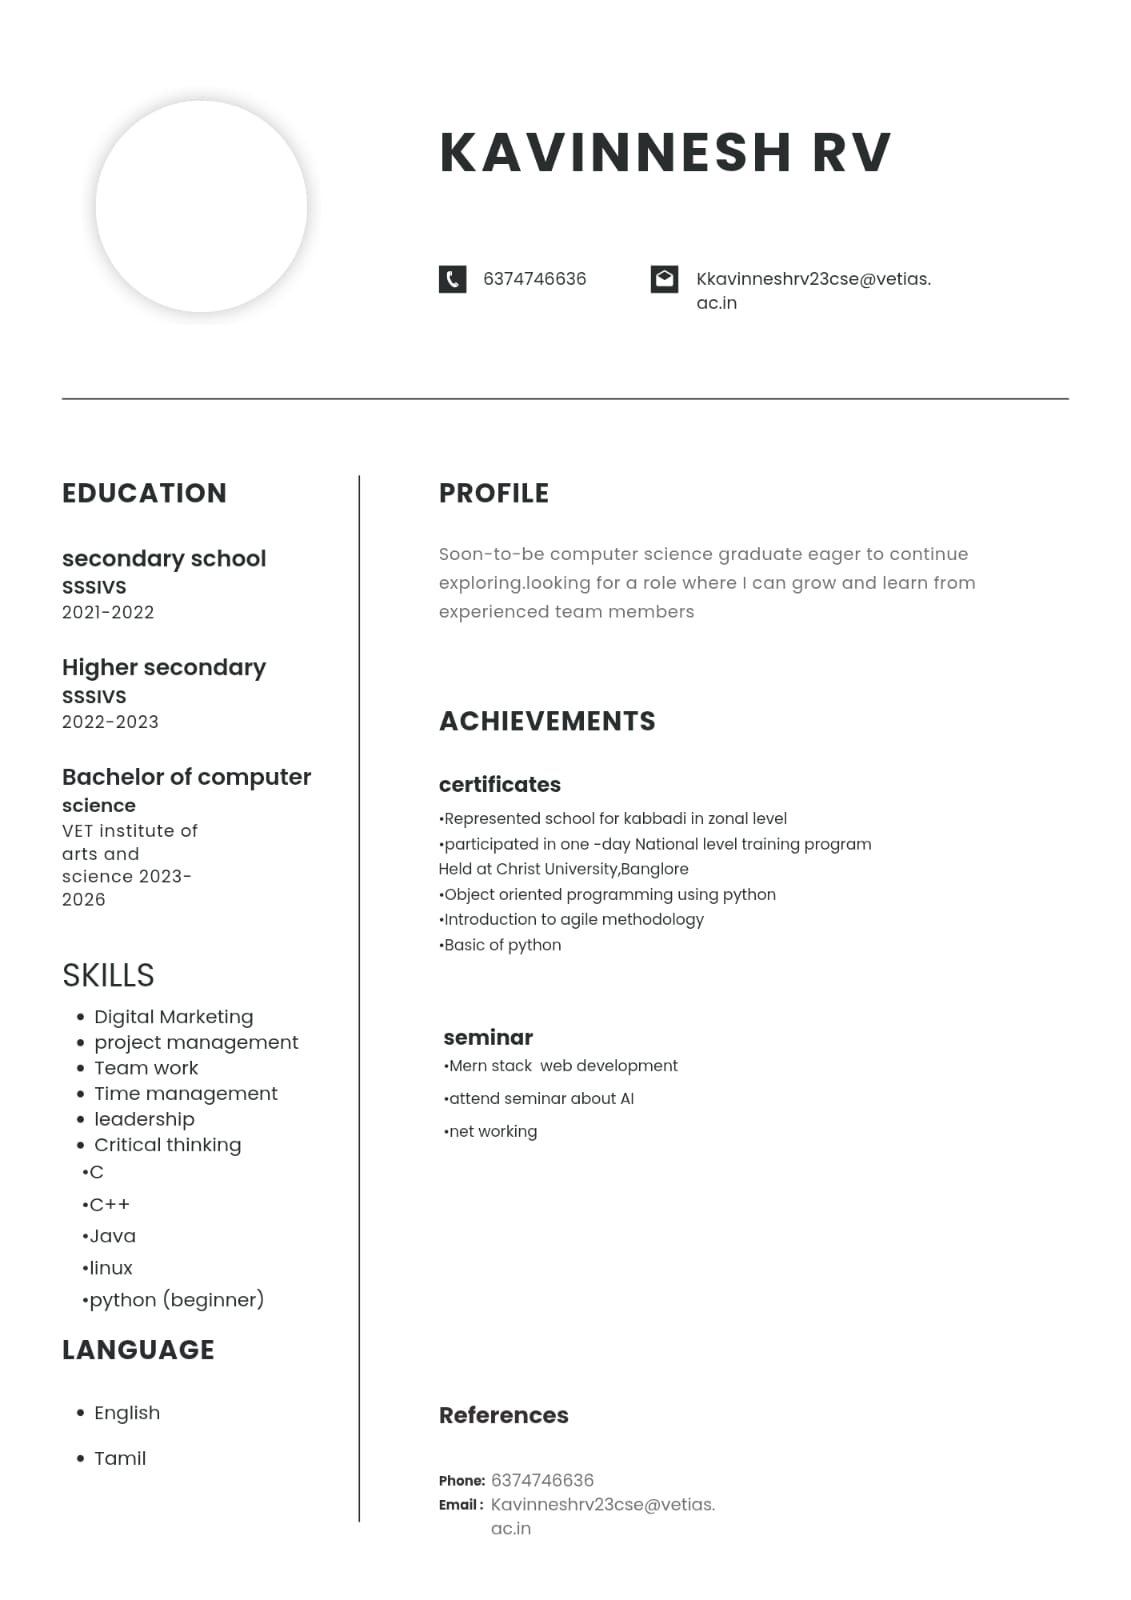 KAVINNESH RV
6374746636
Kkavinneshrv23cse@vetias.
ac.in
EDUCATION
secondary school
SSSIVS
2021-2022
Higher secondary
SSSIVS
2022-2023
Bachelor of computer
science
VET institute of
arts and
science 2023-
2026
SKILLS
• Digital Marketing
• project management
• Team work
• Time management
• leadership
• Critical thinking
•C
•C++
•Java
•linux
•python (beginner)
LANGUAGE
• English
• Tamil
PROFILE
Soon-to-be computer science graduate eager to continue
exploring.looking for a role where I can grow and learn from
experienced team members
ACHIEVEMENTS
certificates
•Represented school for kabbadi in zonal level
•participated in one -day National level training program
Held at Christ University,Banglore
•Object oriented programming using python
•Introduction to agile methodology
•Basic of python
seminar
•Mern stack  web development
•attend seminar about AI
•net working
References
Phone: 6374746636
Email : Kavinneshrv23cse@vetias.
ac.in